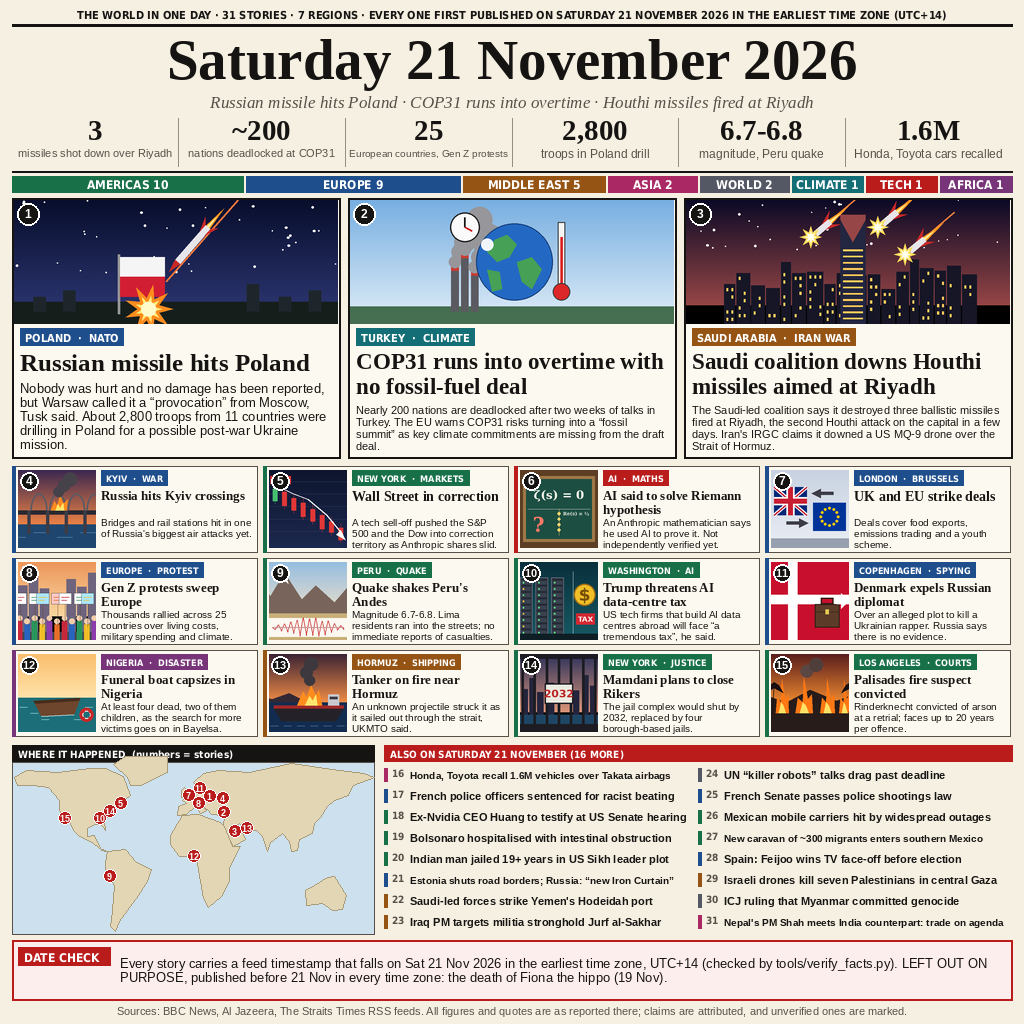 THE WORLD IN ONE DAY · 31 STORIES · 7 REGIONS · EVERY ONE FIRST PUBLISHED ON SATURDAY 21 NOVEMBER 2026 IN THE EARLIEST TIME ZONE (UTC+14)
Saturday 21 November 2026
Russian missile hits Poland · COP31 runs into overtime · Houthi missiles fired at Riyadh
3
missiles shot down over Riyadh
~200
nations deadlocked at COP31
25
European countries, Gen Z protests
2,800
troops in Poland drill
6.7-6.8
magnitude, Peru quake
1.6M
Honda, Toyota cars recalled
AMERICAS 10
EUROPE 9
MIDDLE EAST 5
ASIA 2
WORLD 2
CLIMATE 1
TECH 1
AFRICA 1
1
POLAND · NATO
Russian missile hits Poland
Nobody was hurt and no damage has been reported,
but Warsaw called it a “provocation” from Moscow,
Tusk said. About 2,800 troops from 11 countries were
drilling in Poland for a possible post-war Ukraine
mission.
2
TURKEY · CLIMATE
COP31 runs into overtime with
no fossil-fuel deal
Nearly 200 nations are deadlocked after two weeks of talks in
Turkey. The EU warns COP31 risks turning into a “fossil
summit” as key climate commitments are missing from the draft
deal.
3
SAUDI ARABIA · IRAN WAR
Saudi coalition downs Houthi
missiles aimed at Riyadh
The Saudi-led coalition says it destroyed three ballistic missiles
fired at Riyadh, the second Houthi attack on the capital in a few
days. Iran's IRGC claims it downed a US MQ-9 drone over the
Strait of Hormuz.
4
KYIV · WAR
Russia hits Kyiv crossings
Bridges and rail stations hit in one
of Russia's biggest air attacks yet.
5
NEW YORK · MARKETS
Wall Street in correction
A tech sell-off pushed the S&P
500 and the Dow into correction
territory as Anthropic shares slid.
6
ζ(s) = 0
Re(s) = ½
?
AI · MATHS
AI said to solve Riemann
hypothesis
An Anthropic mathematician says
he used AI to prove it. Not
independently verified yet.
7
LONDON · BRUSSELS
UK and EU strike deals
Deals cover food exports,
emissions trading and a youth
scheme.
8
EUROPE · PROTEST
Gen Z protests sweep
Europe
Thousands rallied across 25
countries over living costs,
military spending and climate.
9
PERU · QUAKE
Quake shakes Peru's
Andes
Magnitude 6.7-6.8. Lima
residents ran into the streets; no
immediate reports of casualties.
10
$
TAX
WASHINGTON · AI
Trump threatens AI
data-centre tax
US tech firms that build AI data
centres abroad will face “a
tremendous tax”, he said.
11
COPENHAGEN · SPYING
Denmark expels Russian
diplomat
Over an alleged plot to kill a
Ukrainian rapper. Russia says
there is no evidence.
12
NIGERIA · DISASTER
Funeral boat capsizes in
Nigeria
At least four dead, two of them
children, as the search for more
victims goes on in Bayelsa.
13
HORMUZ · SHIPPING
Tanker on fire near
Hormuz
An unknown projectile struck it as
it sailed out through the strait,
UKMTO said.
14
2032
NEW YORK · JUSTICE
Mamdani plans to close
Rikers
The jail complex would shut by
2032, replaced by four
borough-based jails.
15
LOS ANGELES · COURTS
Palisades fire suspect
convicted
Rinderknecht convicted of arson
at a retrial; faces up to 20 years
per offence.
WHERE IT HAPPENED (numbers = stories)
11
7
1
4
8
5
14
10
15
2
3
13
12
9
ALSO ON SATURDAY 21 NOVEMBER (16 MORE)
16 Honda, Toyota recall 1.6M vehicles over Takata airbags
17 French police officers sentenced for racist beating
18 Ex-Nvidia CEO Huang to testify at US Senate hearing
19 Bolsonaro hospitalised with intestinal obstruction
20 Indian man jailed 19+ years in US Sikh leader plot
21 Estonia shuts road borders; Russia: “new Iron Curtain”
22 Saudi-led forces strike Yemen's Hodeidah port
23 Iraq PM targets militia stronghold Jurf al-Sakhar
24 UN “killer robots” talks drag past deadline
25 French Senate passes police shootings law
26 Mexican mobile carriers hit by widespread outages
27 New caravan of ~300 migrants enters southern Mexico
28 Spain: Feijoo wins TV face-off before election
29 Israeli drones kill seven Palestinians in central Gaza
30 ICJ ruling that Myanmar committed genocide
31 Nepal's PM Shah meets India counterpart: trade on agenda
DATE CHECK
Every story carries a feed timestamp that falls on Sat 21 Nov 2026 in the earliest time zone, UTC+14 (checked by tools/verify_facts.py). LEFT OUT ON
PURPOSE, published before 21 Nov in every time zone: the death of Fiona the hippo (19 Nov).
Sources: BBC News, Al Jazeera, The Straits Times RSS feeds. All figures and quotes are as reported there; claims are attributed, and unverified ones are marked.